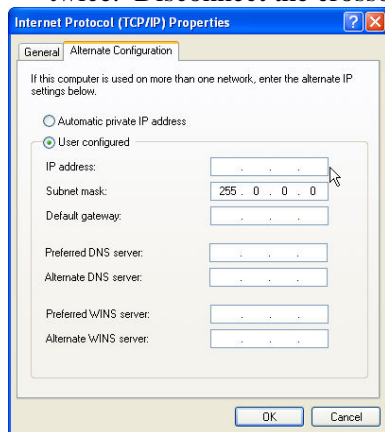 Internet Protocol (TCP/IP) Properties
General Alternate Configuration
If this computer is used on more than one network, enter the alternate IP
settings below.
Automatic private IP address
User configured
IP address: . . .
Subnet mask: 255 . 0 . 0 . 0
Default gateway: . . .
Preferred DNS server: . . .
Alternate DNS server: . . .
Preferred WINS server: . . .
Alternate WINS server: . . .
OK Cancel